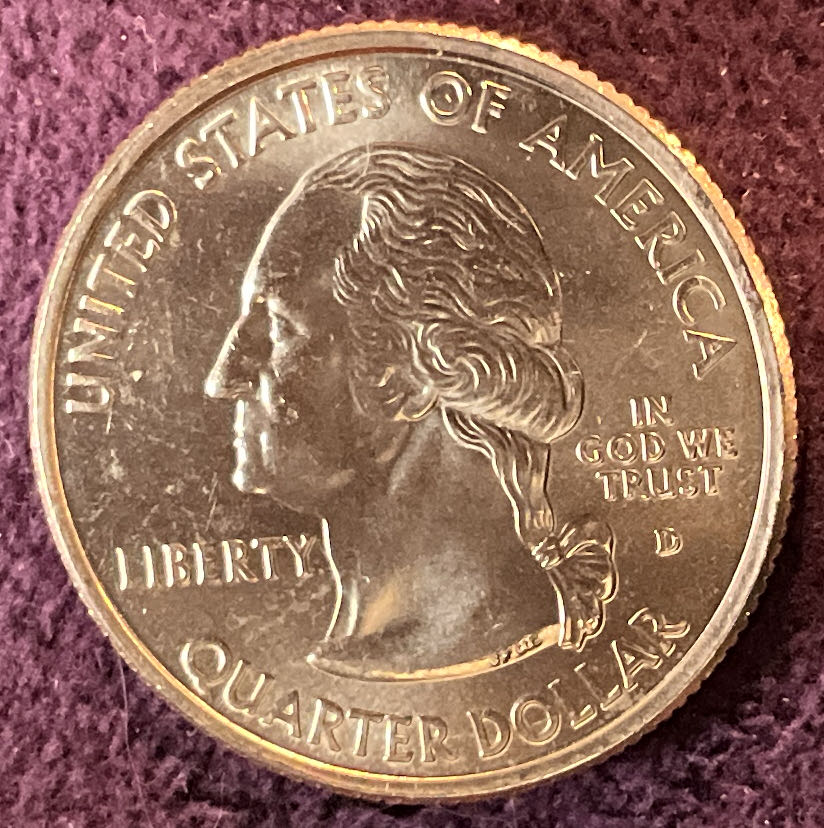 UNITED STATES OF AMERICA
LIBERTY
IN
GOD WE
TRUST
D
QUARTER DOLLAR